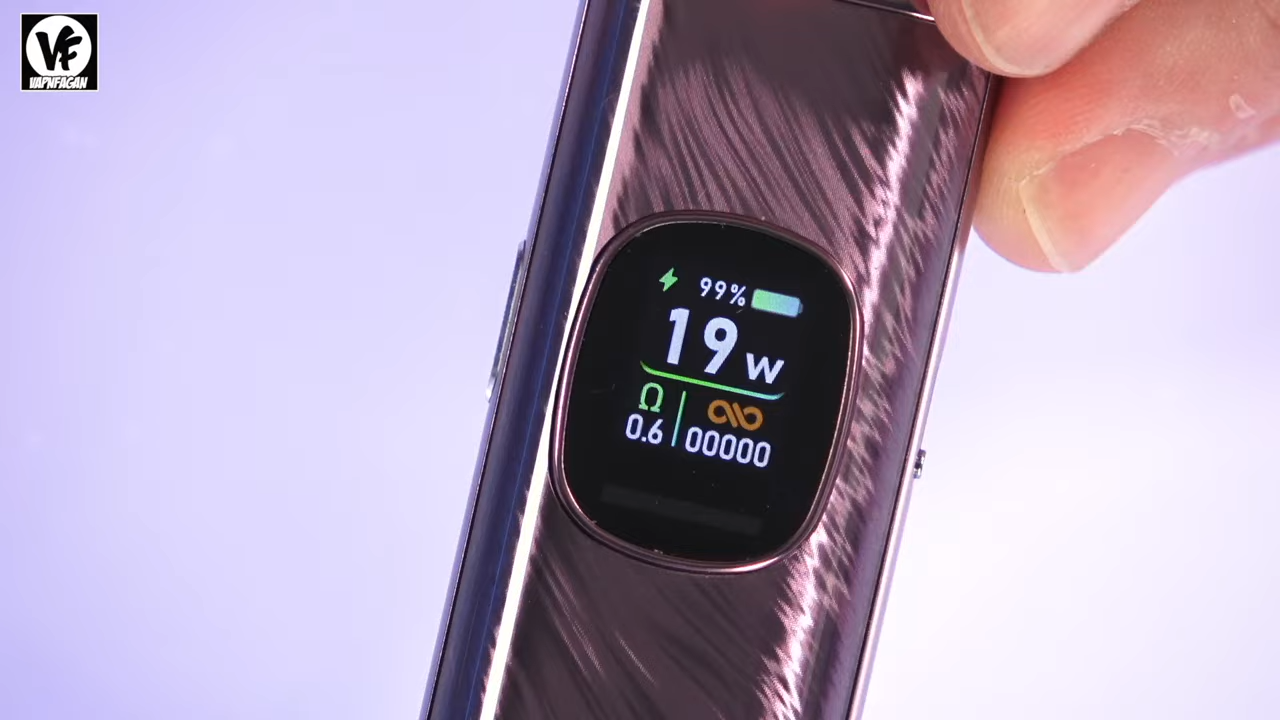 VF
VAPNFAGAN
99%
19W
Ω
0.6
00000